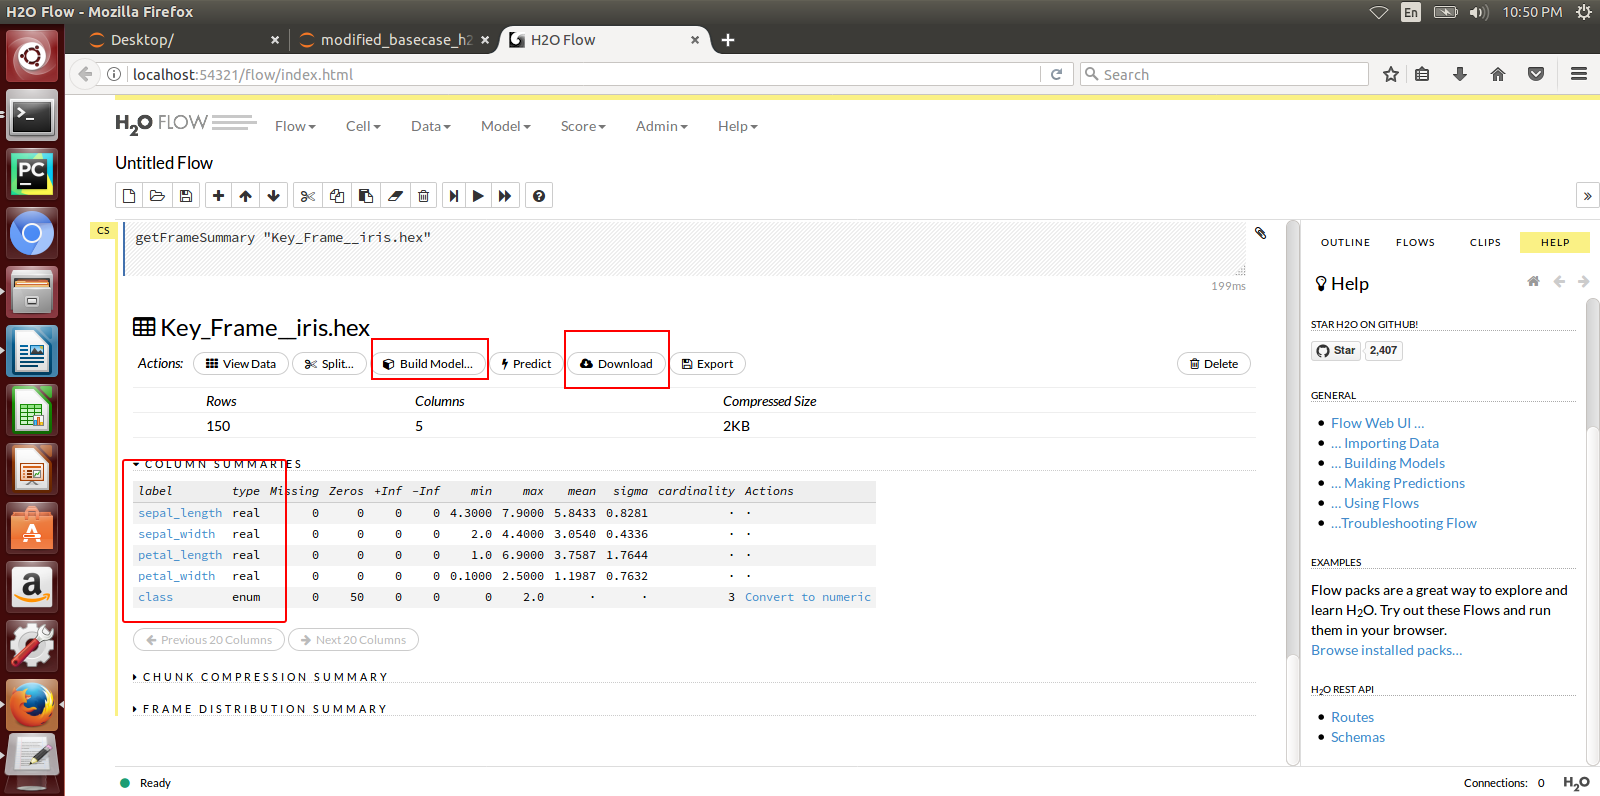 H2O Flow - Mozilla Firefox
En
10:50 PM
Desktop/
modified_basecase_h2
H2O Flow
localhost:54321/flow/index.html
Search
H2O FLOW
Flow
Cell
Data
Model
Score
Admin
Help
Untitled Flow
CS
getFrameSummary "Key_Frame__iris.hex"
199ms
Key_Frame__iris.hex
Actions: View Data Split... Build Model... Predict Download Export Delete
Rows Columns Compressed Size
150 5 2KB
COLUMN SUMMARIES
label type Missing Zeros +Inf -Inf min max mean sigma cardinality Actions
sepal_length real 0 0 0 0 4.3000 7.9000 5.8433 0.8281 · ·
sepal_width real 0 0 0 0 2.0 4.4000 3.0540 0.4336 · ·
petal_length real 0 0 0 0 1.0 6.9000 3.7587 1.7644 · ·
petal_width real 0 0 0 0 0.1000 2.5000 1.1987 0.7632 · ·
class enum 0 50 0 0 0 2.0 · · 3 Convert to numeric
Previous 20 Columns Next 20 Columns
CHUNK COMPRESSION SUMMARY
FRAME DISTRIBUTION SUMMARY
OUTLINE FLOWS CLIPS HELP
Help
STAR H2O ON GITHUB!
Star 2,407
GENERAL
Flow Web UI ...
... Importing Data
... Building Models
... Making Predictions
... Using Flows
...Troubleshooting Flow
EXAMPLES
Flow packs are a great way to explore and
learn H2O. Try out these Flows and run
them in your browser.
Browse installed packs...
H2O REST API
Routes
Schemas
Ready
Connections: 0 H2O
PC